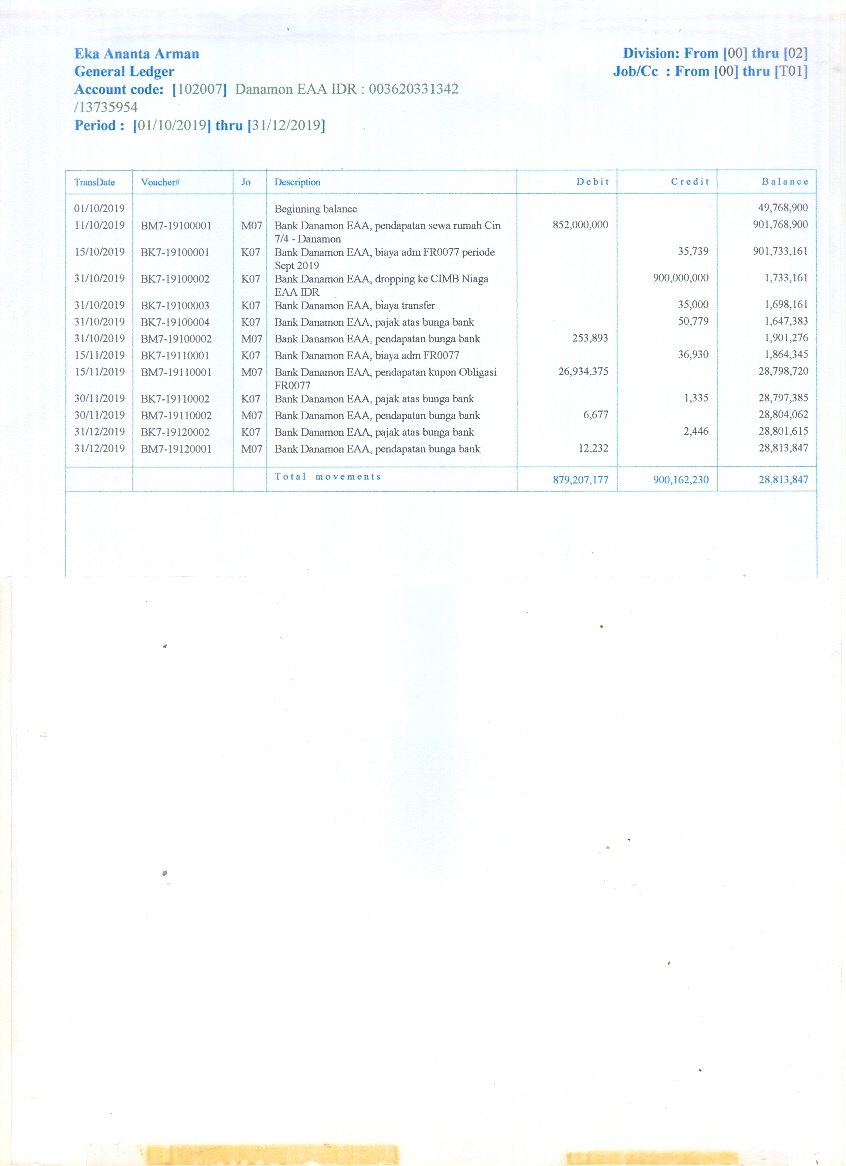 Eka Ananta Arman
Division: From [00] thru [02]
General Ledger
Job/Cc : From [00] thru [T01]
Account code: [102007] Danamon EAA IDR : 003620331342
/13735954
Period : [01/10/2019] thru [31/12/2019]
TransDate Voucher# Jo Description Debit Credit Balance
01/10/2019 Beginning balance 49,768,900
11/10/2019 BM7-19100001 M07 Bank Danamon EAA, pendapatan sewa rumah Cin 852,000,000 901,768,900
7/4 - Danamon
15/10/2019 BK7-19100001 K07 Bank Danamon EAA, biaya adm FR0077 periode 35,739 901,733,161
Sept 2019
31/10/2019 BK7-19100002 K07 Bank Danamon EAA, dropping ke CIMB Niaga 900,000,000 1,733,161
EAA IDR
31/10/2019 BK7-19100003 K07 Bank Danamon EAA, biaya transfer 35,000 1,698,161
31/10/2019 BK7-19100004 K07 Bank Danamon EAA, pajak atas bunga bank 50,779 1,647,383
31/10/2019 BM7-19100002 M07 Bank Danamon EAA, pendapatan bunga bank 253,893 1,901,276
15/11/2019 BK7-19110001 K07 Bank Danamon EAA, biaya adm FR0077 36,930 1,864,345
15/11/2019 BM7-19110001 M07 Bank Danamon EAA, pendapatan kupon Obligasi 26,934,375 28,798,720
FR0077
30/11/2019 BK7-19110002 K07 Bank Danamon EAA, pajak atas bunga bank 1,335 28,797,385
30/11/2019 BM7-19110002 M07 Bank Danamon EAA, pendapatan bunga bank 6,677 28,804,062
31/12/2019 BK7-19120002 K07 Bank Danamon EAA, pajak atas bunga bank 2,446 28,801,615
31/12/2019 BM7-19120001 M07 Bank Danamon EAA, pendapatan bunga bank 12,232 28,813,847
Total movements 879,207,177 900,162,230 28,813,847